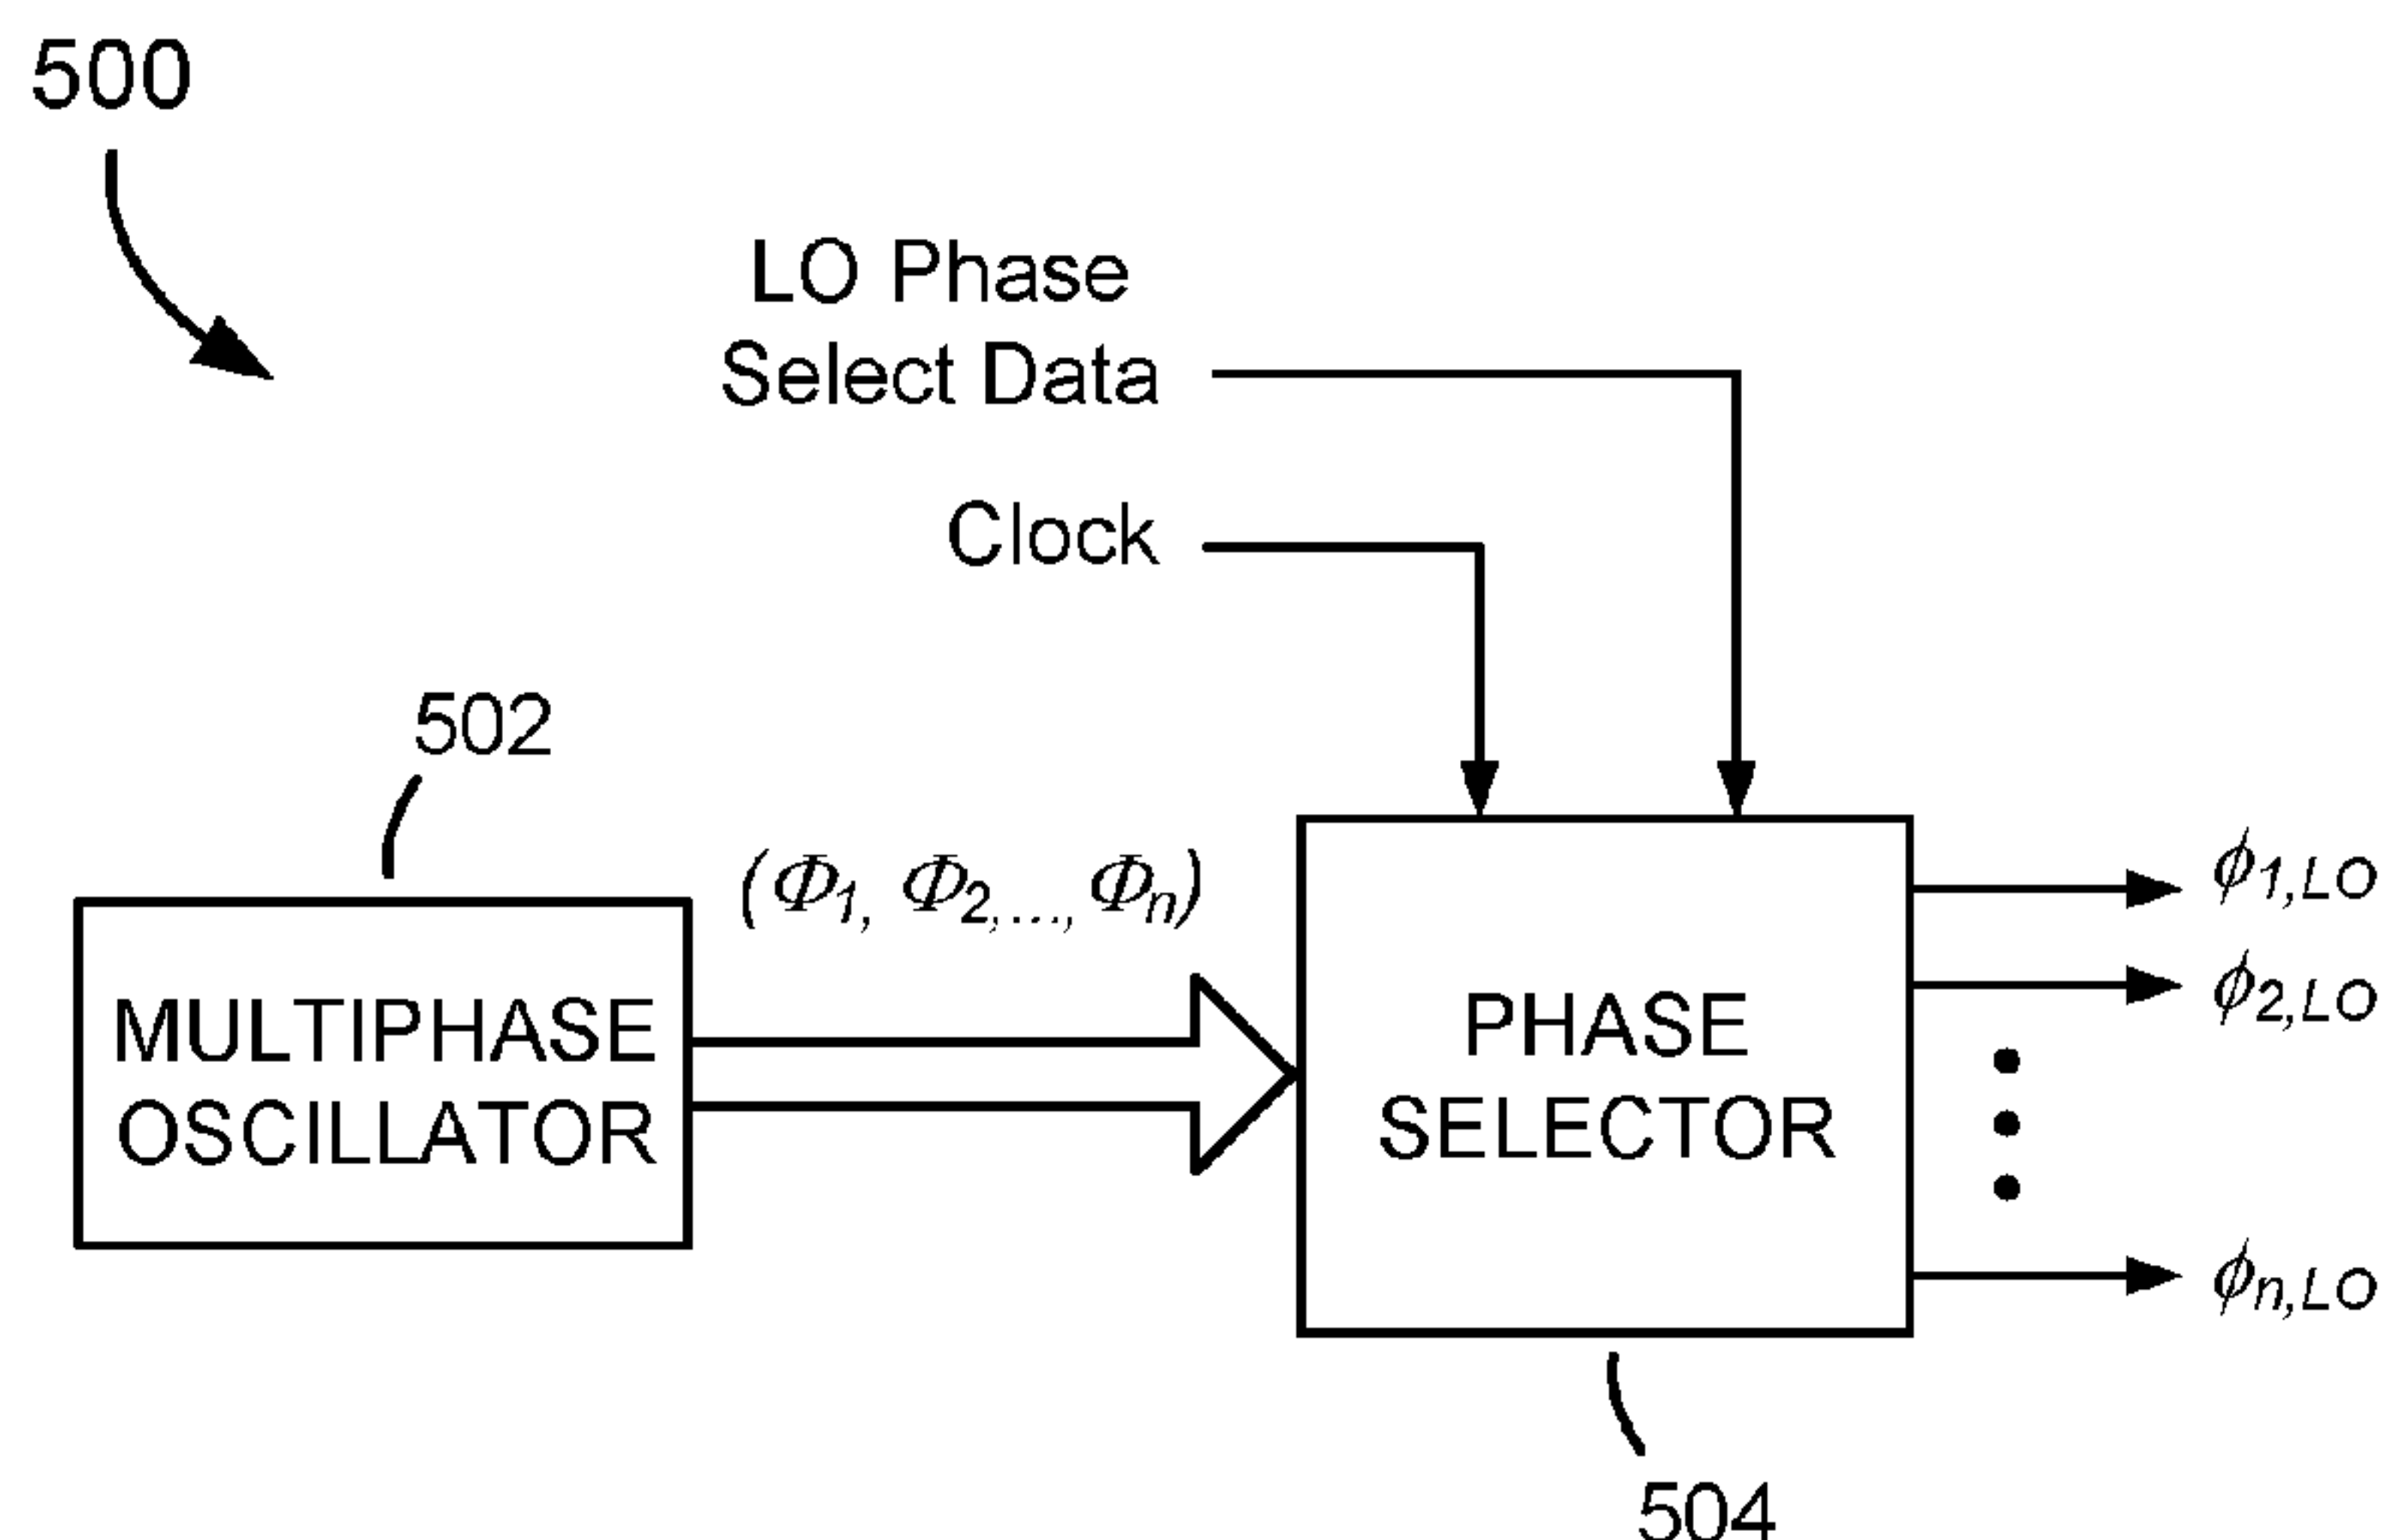 500
LO Phase
Select Data
Clock
502
(Φ1, Φ2,..., Φn)
MULTIPHASE
OSCILLATOR
PHASE
SELECTOR
ϕ1,LO
ϕ2,LO
ϕn,LO
504